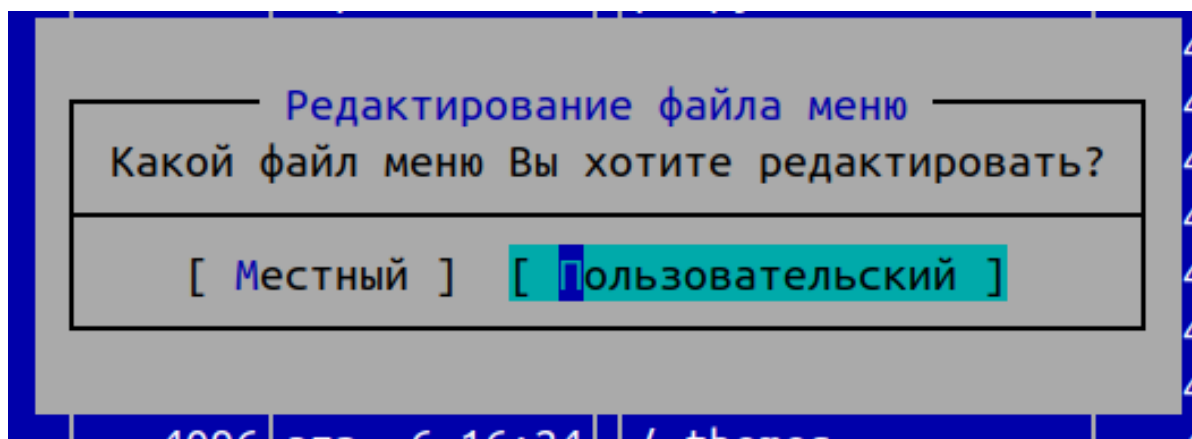 Редактирование файла меню
Какой файл меню Вы хотите редактировать?
[ Местный ] [ Пользовательский ]